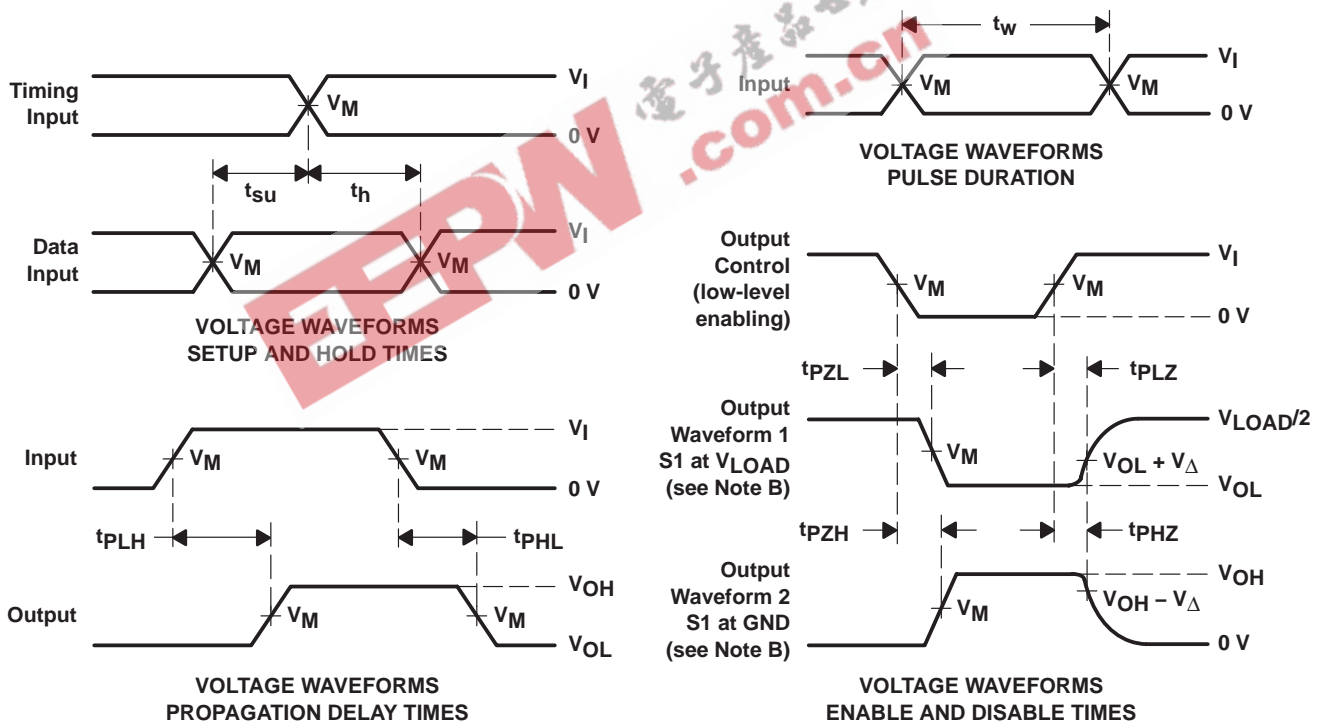 Timing
Input
VM
VI
0 V
tsu
th
Data
Input
VM
VM
VI
0 V
VOLTAGE WAVEFORMS
SETUP AND HOLD TIMES
tw
Input
VM
VM
VI
0 V
VOLTAGE WAVEFORMS
PULSE DURATION
Input
VM
VM
VI
0 V
tPLH
tPHL
Output
VM
VM
VOH
VOL
VOLTAGE WAVEFORMS
PROPAGATION DELAY TIMES
Output
Control
(low-level
enabling)
VM
VM
VI
0 V
tPZL
tPLZ
Output
Waveform 1
S1 at VLOAD
(see Note B)
VM
VLOAD/2
VOL + VΔ
VOL
tPZH
tPHZ
Output
Waveform 2
S1 at GND
(see Note B)
VM
VOH
VOH − VΔ
0 V
VOLTAGE WAVEFORMS
ENABLE AND DISABLE TIMES
EEPW
.com.cn
電子產品